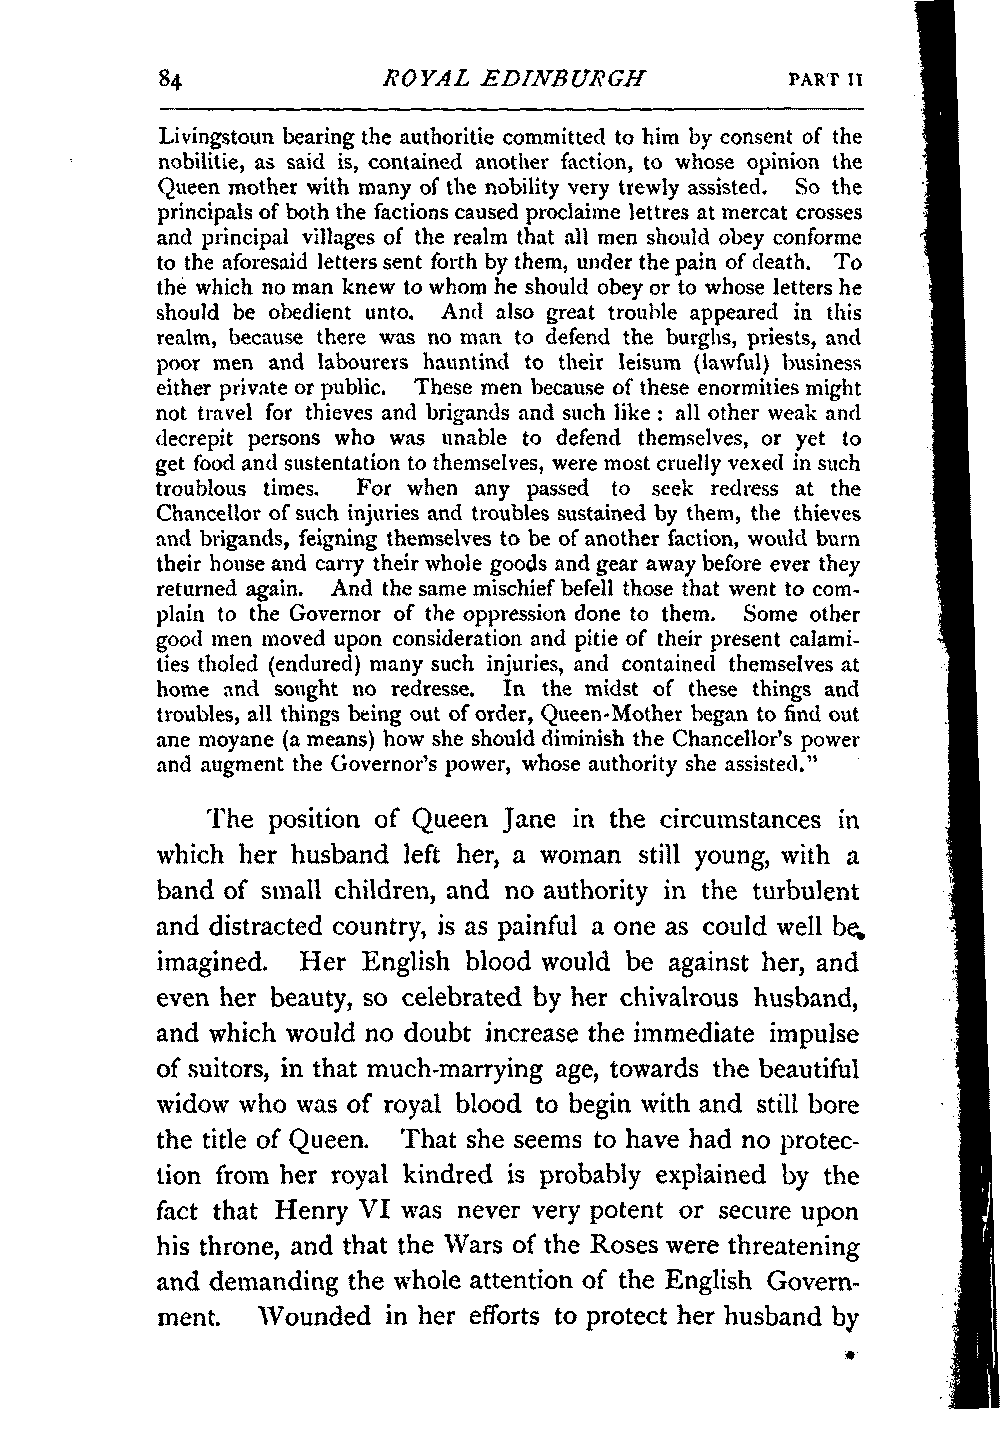 84 ROYAL EDINBURGH PART II
Livingstoun bearing the authoritie committed to him by consent of the
nobilitie, as said is, contained another faction, to whose opinion the
Queen mother with many of the nobility very trewly assisted. So the
principals of both the factions caused proclaime lettres at mercat crosses
and principal villages of the realm that all men should obey conforme
to the aforesaid letters sent forth by them, under the pain of death. To
the which no man knew to whom he should obey or to whose letters he
should be obedient unto. And also great trouble appeared in this
realm, because there was no man to defend the burghs, priests, and
poor men and labourers hauntind to their leisum (lawful) business
either private or public. These men because of these enormities might
not travel for thieves and brigands and such like: all other weak and
decrepit persons who was unable to defend themselves, or yet to
get food and sustentation to themselves, were most cruelly vexed in such
troublous times. For when any passed to seek redress at the
Chancellor of such injuries and troubles sustained by them, the thieves
and brigands, feigning themselves to be of another faction, would burn
their house and carry their whole goods and gear away before ever they
returned again. And the same mischief befell those that went to com-
plain to the Governor of the oppression done to them. Some other
good men moved upon consideration and pitie of their present calami-
ties tholed (endured) many such injuries, and contained themselves at
home and sought no redresse. In the midst of these things and
troubles, all things being out of order, Queen-Mother began to find out
ane moyane (a means) how she should diminish the Chancellor's power
and augment the Governor's power, whose authority she assisted."
The position of Queen Jane in the circumstances in
which her husband left her, a woman still young, with a
band of small children, and no authority in the turbulent
and distracted country, is as painful a one as could well be
imagined. Her English blood would be against her, and
even her beauty, so celebrated by her chivalrous husband,
and which would no doubt increase the immediate impulse
of suitors, in that much-marrying age, towards the beautiful
widow who was of royal blood to begin with and still bore
the title of Queen. That she seems to have had no protec-
tion from her royal kindred is probably explained by the
fact that Henry VI was never very potent or secure upon
his throne, and that the Wars of the Roses were threatening
and demanding the whole attention of the English Govern-
ment. Wounded in her efforts to protect her husband by